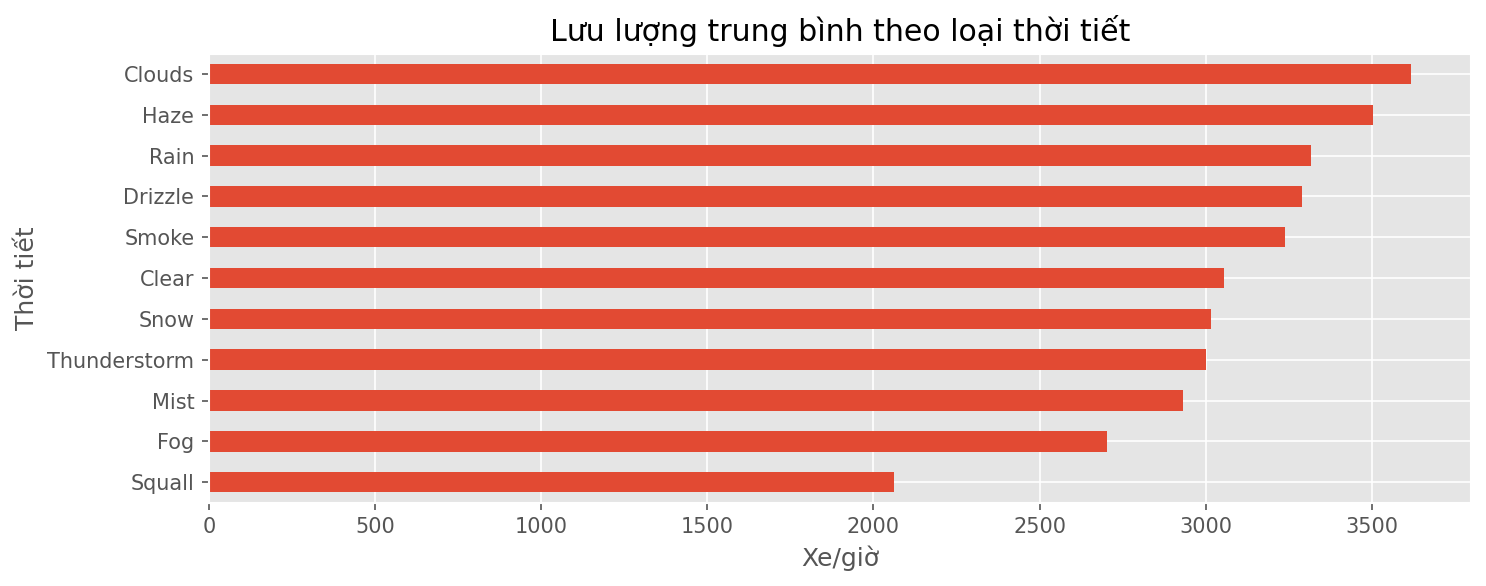 Lưu lượng trung bình theo loại thời tiết
Thời tiết
Clouds
Haze
Rain
Drizzle
Smoke
Clear
Snow
Thunderstorm
Mist
Fog
Squall
0 500 1000 1500 2000 2500 3000 3500
Xe/giờ